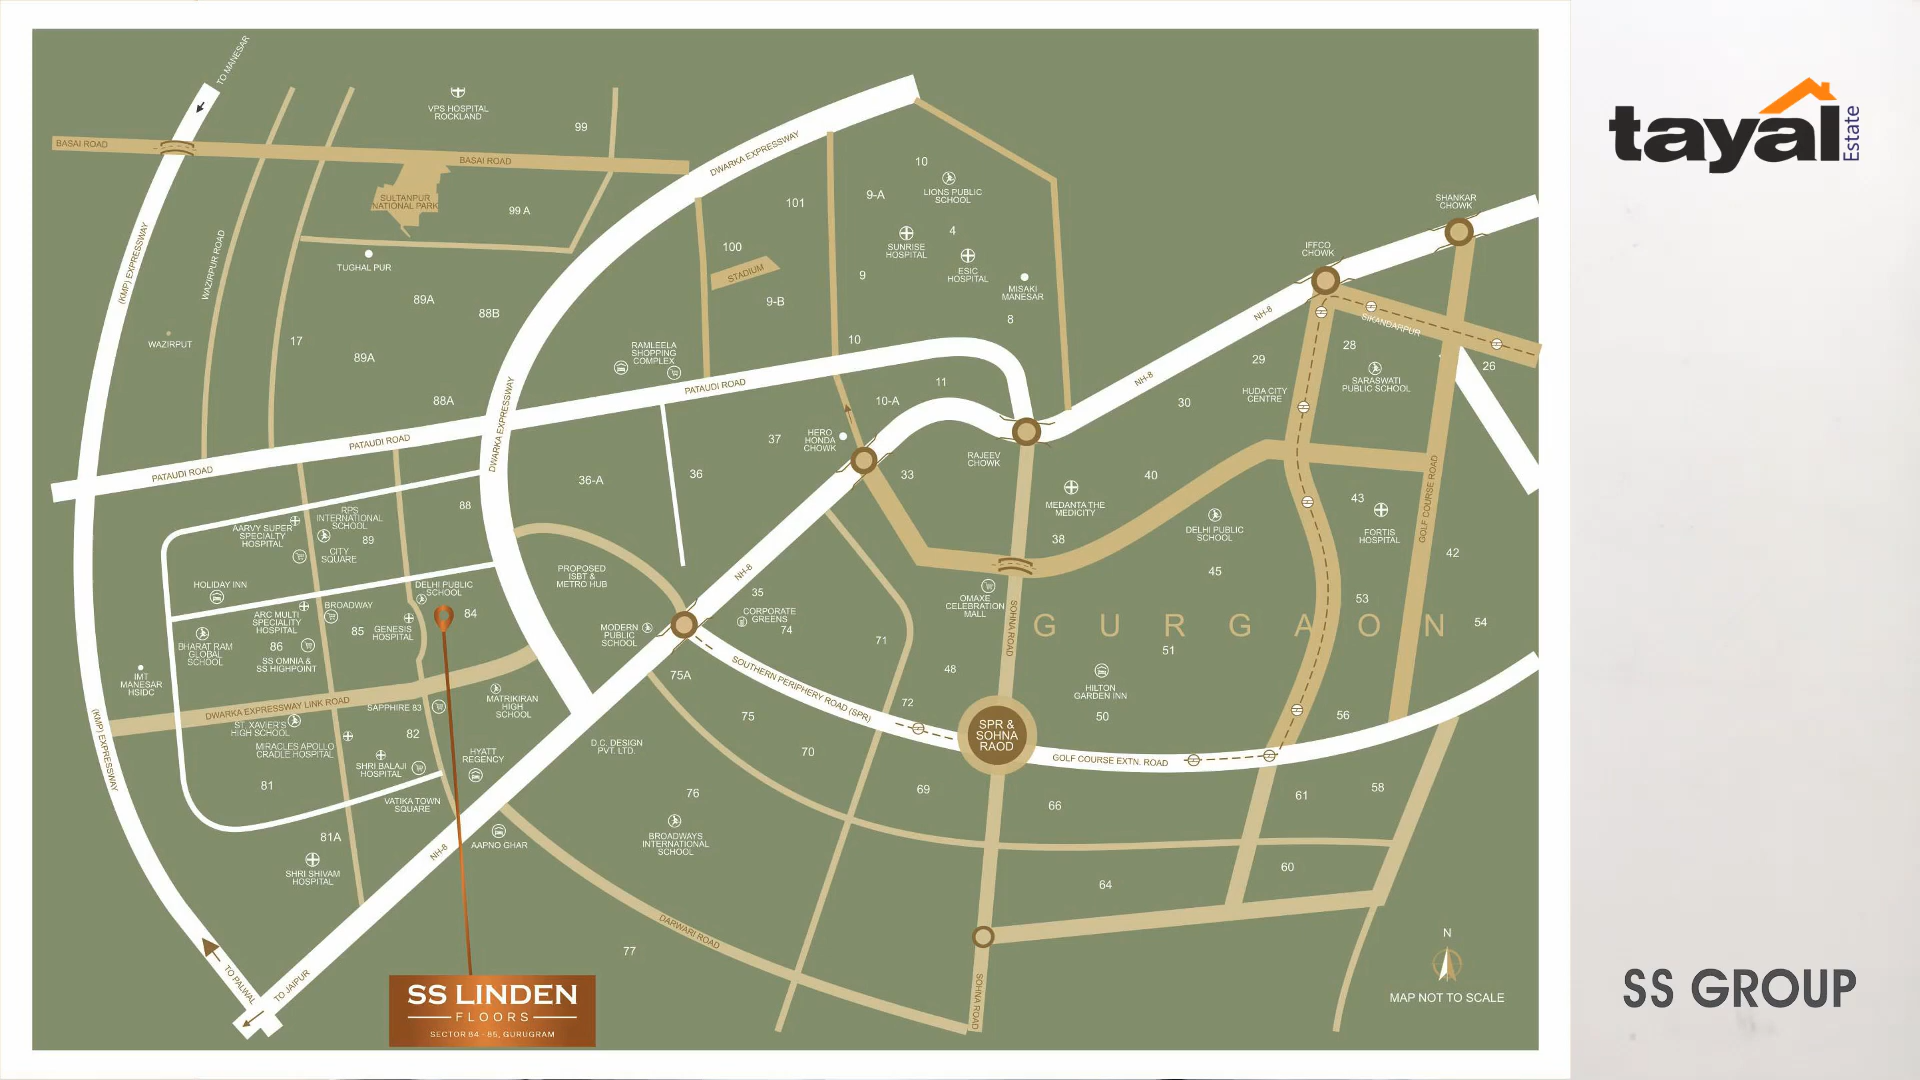 TO MANESAR
VPS HOSPITAL
ROCKLAND
99
BASAI ROAD
BASAI ROAD
SULTANPUR
NATIONAL PARK
99 A
DWARKA EXPRESSWAY
101
100
STADIUM
9-B
10
LIONS PUBLIC
SCHOOL
9-A
4
SUNRISE
HOSPITAL
ESIC
HOSPITAL
9
MISAKI
MANESAR
8
10
SHANKAR
CHOWK
IFFCO
CHOWK
tayal
Estate
(KMP) EXPRESSWAY
WAZIRPUR ROAD
TUGHAL PUR
89A
88B
WAZIRPUT
17
89A
88A
RAMLEELA
SHOPPING
COMPLEX
PATAUDI ROAD
PATAUDI ROAD
PATAUDI ROAD
DWARKA EXPRESSWAY
11
10-A
NH-8
NH-8
SIKANDARPUR
28
29
26
SARASWATI
PUBLIC SCHOOL
HUDA CITY
CENTRE
30
37
HERO
HONDA
CHOWK
RAJEEV
CHOWK
33
36
36-A
40
MEDANTA THE
MEDICITY
38
DELHI PUBLIC
SCHOOL
45
43
FORTIS
HOSPITAL
GOLF COURSE ROAD
42
88
RPS
INTERNATIONAL
SCHOOL
AARVY SUPER
SPECIALTY
HOSPITAL
89
CITY
SQUARE
HOLIDAY INN
DELHI PUBLIC
SCHOOL
ARC MULTI
SPECIALITY
HOSPITAL
BROADWAY
84
85
GENESIS
HOSPITAL
BHARAT RAM
GLOBAL
SCHOOL
86
SS OMNIA &
SS HIGHPOINT
IMT
MANESAR
HSIDC
PROPOSED
ISBT &
METRO HUB
NH-8
35
CORPORATE
GREENS
74
MODERN
PUBLIC
SCHOOL
71
OMAXE
CELEBRATION
MALL
SOHNA ROAD
GURGAON
53
54
51
48
75A
SOUTHERN PERIPHERY ROAD (SPR)
72
HILTON
GARDEN INN
50
56
SPR &
SOHNA
RAOD
GOLF COURSE EXTN. ROAD
DWARKA EXPRESSWAY LINK ROAD
SAPPHIRE 83
MATRIKIRAN
HIGH
SCHOOL
ST. XAVIER'S
HIGH SCHOOL
MIRACLES APOLLO
CRADLE HOSPITAL
82
SHRI BALAJI
HOSPITAL
HYATT
REGENCY
D.C. DESIGN
PVT. LTD.
75
70
(KMP) EXPRESSWAY
81
VATIKA TOWN
SQUARE
76
69
66
61
58
81A
AAPNO GHAR
BROADWAYS
INTERNATIONAL
SCHOOL
NH-8
SHRI SHIVAM
HOSPITAL
60
64
DARWARI ROAD
77
TO PALWAL
TO JAIPUR
SOHNA ROAD
N
MAP NOT TO SCALE
SS LINDEN
FLOORS
SECTOR 84 - 85, GURUGRAM
SS GROUP